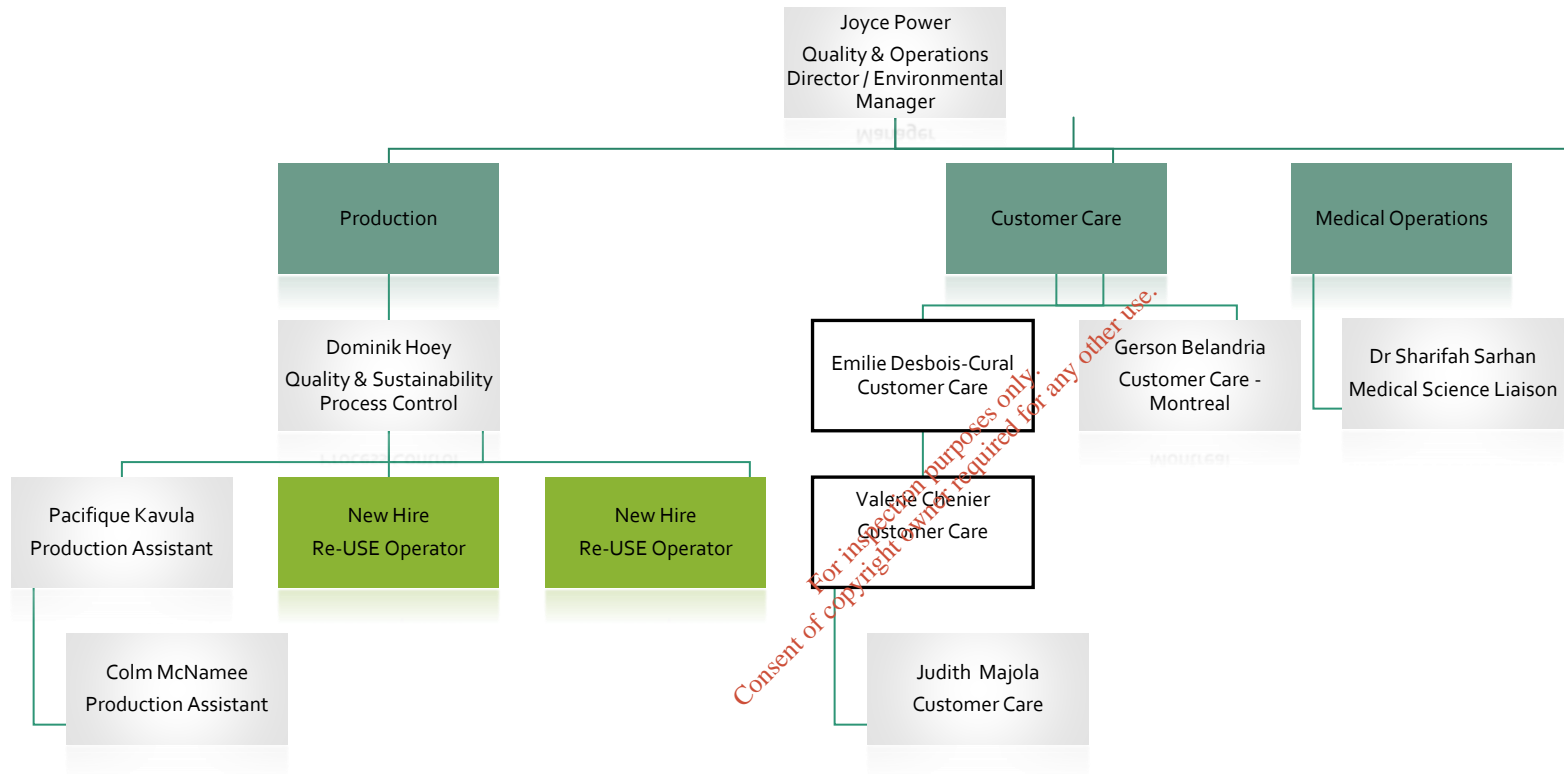 Joyce Power
Quality & Operations
Director / Environmental
Manager
Production
Customer Care
Medical Operations
Dominik Hoey
Quality & Sustainability
Process Control
Emilie Desbois-Cural
Customer Care
Gerson Belandria
Customer Care -
Montreal
Dr Sharifah Sarhan
Medical Science Liaison
Pacifique Kavula
Production Assistant
New Hire
Re-USE Operator
New Hire
Re-USE Operator
Valerie Chenier
Customer Care
Colm McNamee
Production Assistant
Judith Majola
Customer Care
For inspection purposes only.
Consent of copyright owner required for any other use.